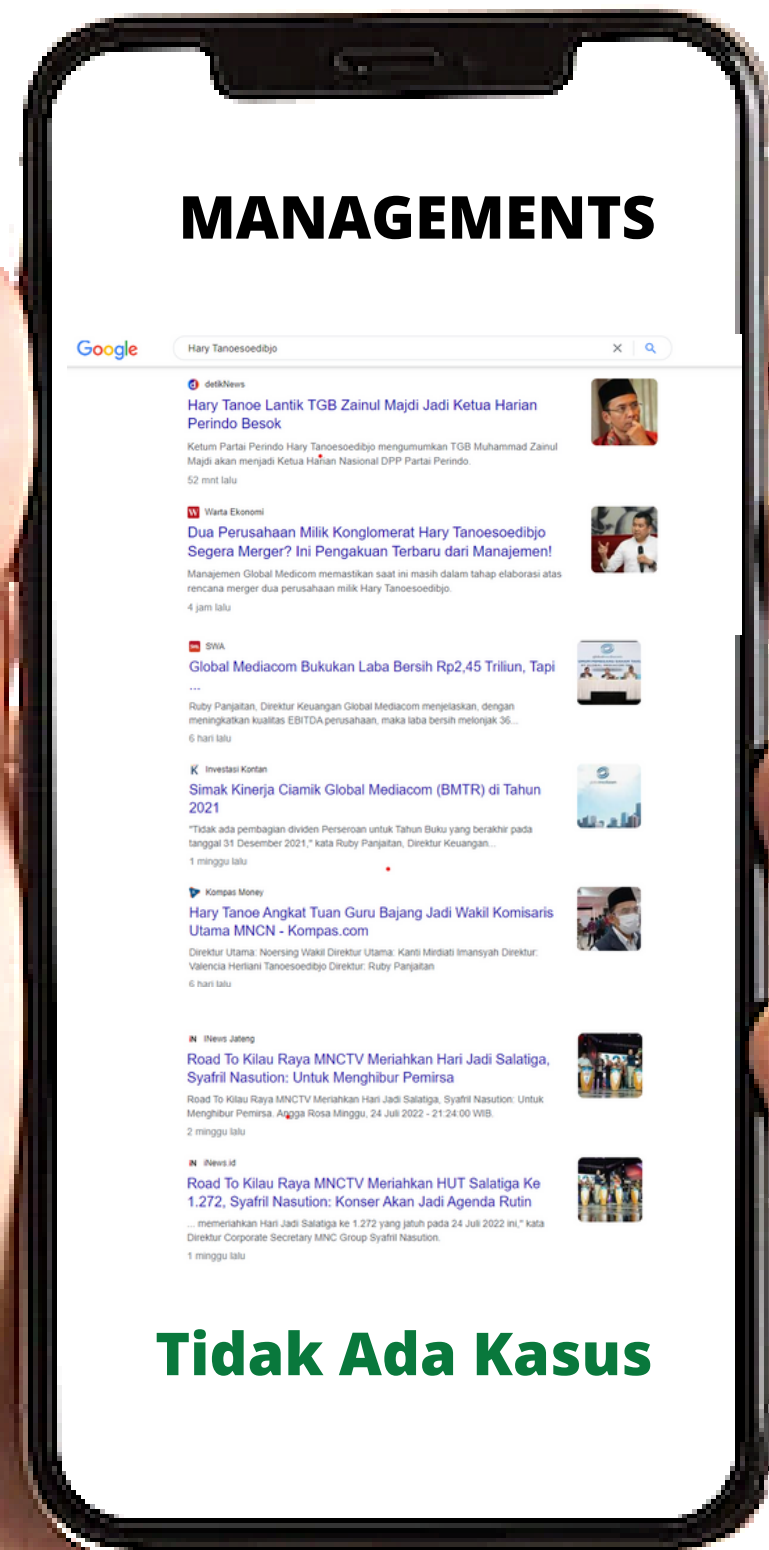 MANAGEMENTS
Google
Hary Tanoesoedibjo
detikNews
Hary Tanoe Lantik TGB Zainul Majdi Jadi Ketua Harian
Perindo Besok
Ketum Partai Perindo Hary Tanoesoedibjo mengumumkan TGB Muhammad Zainul
Majdi akan menjadi Ketua Harian Nasional DPP Partai Perindo.
52 mnt lalu
Warta Ekonomi
Dua Perusahaan Milik Konglomerat Hary Tanoesoedibjo
Segera Merger? Ini Pengakuan Terbaru dari Manajemen!
Manajemen Global Medicom memastikan saat ini masih dalam tahap elaborasi atas
rencana merger dua perusahaan milik Hary Tanoesoedibjo.
4 jam lalu
SWA
Global Mediacom Bukukan Laba Bersih Rp2,45 Triliun, Tapi
...
Ruby Panjaitan, Direktur Keuangan Global Mediacom menjelaskan, dengan
meningkatkan kualitas EBITDA perusahaan, maka laba bersih melonjak 36...
6 hari lalu
Investasi Kontan
Simak Kinerja Ciamik Global Mediacom (BMTR) di Tahun
2021
"Tidak ada pembagian dividen Perseroan untuk Tahun Buku yang berakhir pada
tanggal 31 Desember 2021," kata Ruby Panjaitan, Direktur Keuangan...
1 minggu lalu
Kompas Money
Hary Tanoe Angkat Tuan Guru Bajang Jadi Wakil Komisaris
Utama MNCN - Kompas.com
Direktur Utama: Noersing Wakil Direktur Utama: Kanti Mirdiati Imansyah Direktur:
Valencia Herliani Tanoesoedibjo Direktur: Ruby Panjaitan
6 hari lalu
iNews Jateng
Road To Kilau Raya MNCTV Meriahkan Hari Jadi Salatiga,
Syafril Nasution: Untuk Menghibur Pemirsa
Road To Kilau Raya MNCTV Meriahkan Hari Jadi Salatiga, Syafril Nasution: Untuk
Menghibur Pemirsa. Angga Rosa Minggu, 24 Juli 2022 - 21:24:00 WIB.
2 minggu lalu
iNews.id
Road To Kilau Raya MNCTV Meriahkan HUT Salatiga Ke
1.272, Syafril Nasution: Konser Akan Jadi Agenda Rutin
... memeriahkan Hari Jadi Salatiga ke 1.272 yang jatuh pada 24 Juli 2022 ini," kata
Direktur Corporate Secretary MNC Group Syafril Nasution.
1 minggu lalu
Tidak Ada Kasus